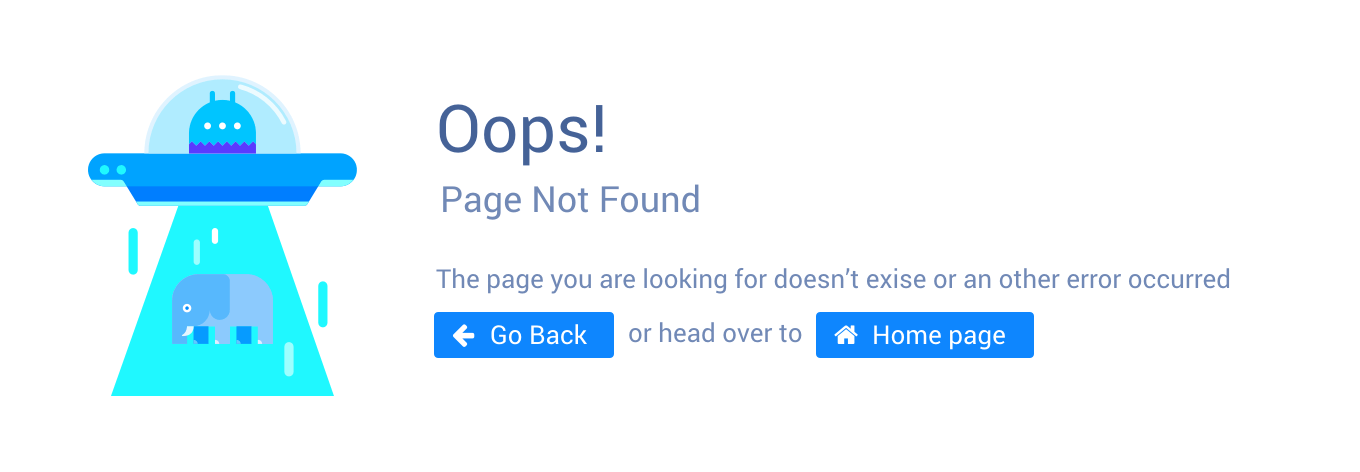 Oops!
Page Not Found
The page you are looking for doesn’t exise or an other error occurred
Go Back or head over to Home page